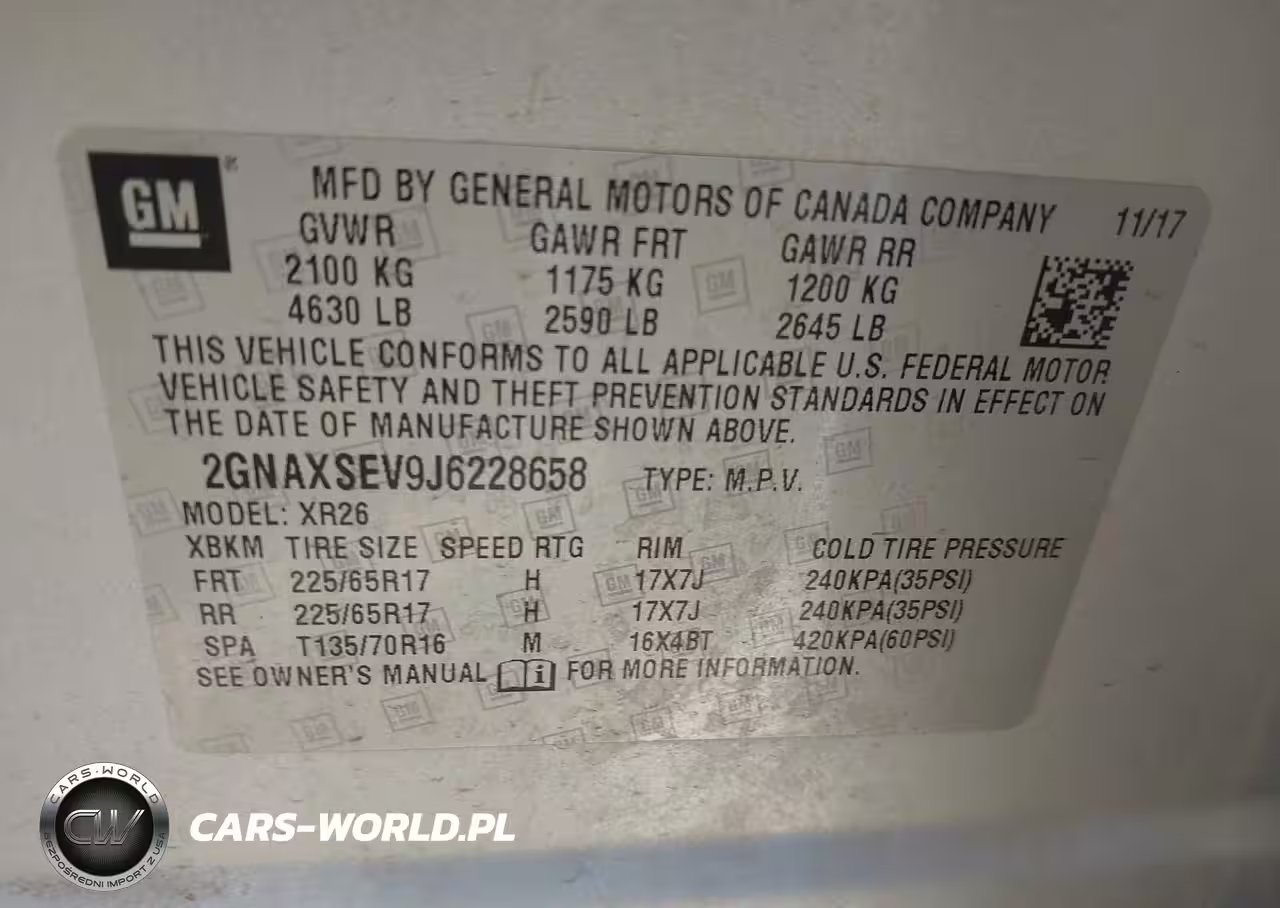 GM
®
MFD BY GENERAL MOTORS OF CANADA COMPANY 11/17
GVWR GAWR FRT GAWR RR
2100 KG 1175 KG 1200 KG
4630 LB 2590 LB 2645 LB
THIS VEHICLE CONFORMS TO ALL APPLICABLE U.S. FEDERAL MOTOR
VEHICLE SAFETY AND THEFT PREVENTION STANDARDS IN EFFECT ON
THE DATE OF MANUFACTURE SHOWN ABOVE.
2GNAXSEV9J6228658 TYPE: M.P.V.
MODEL: XR26
XBKM TIRE SIZE SPEED RTG RIM COLD TIRE PRESSURE
FRT 225/65R17 H 17X7J 240KPA(35PSI)
RR 225/65R17 H 17X7J 240KPA(35PSI)
SPA T135/70R16 M 16X4BT 420KPA(60PSI)
SEE OWNER'S MANUAL i FOR MORE INFORMATION.
CARS-WORLD
CW
BEZPOŚREDNI IMPORT Z USA
CARS-WORLD.PL